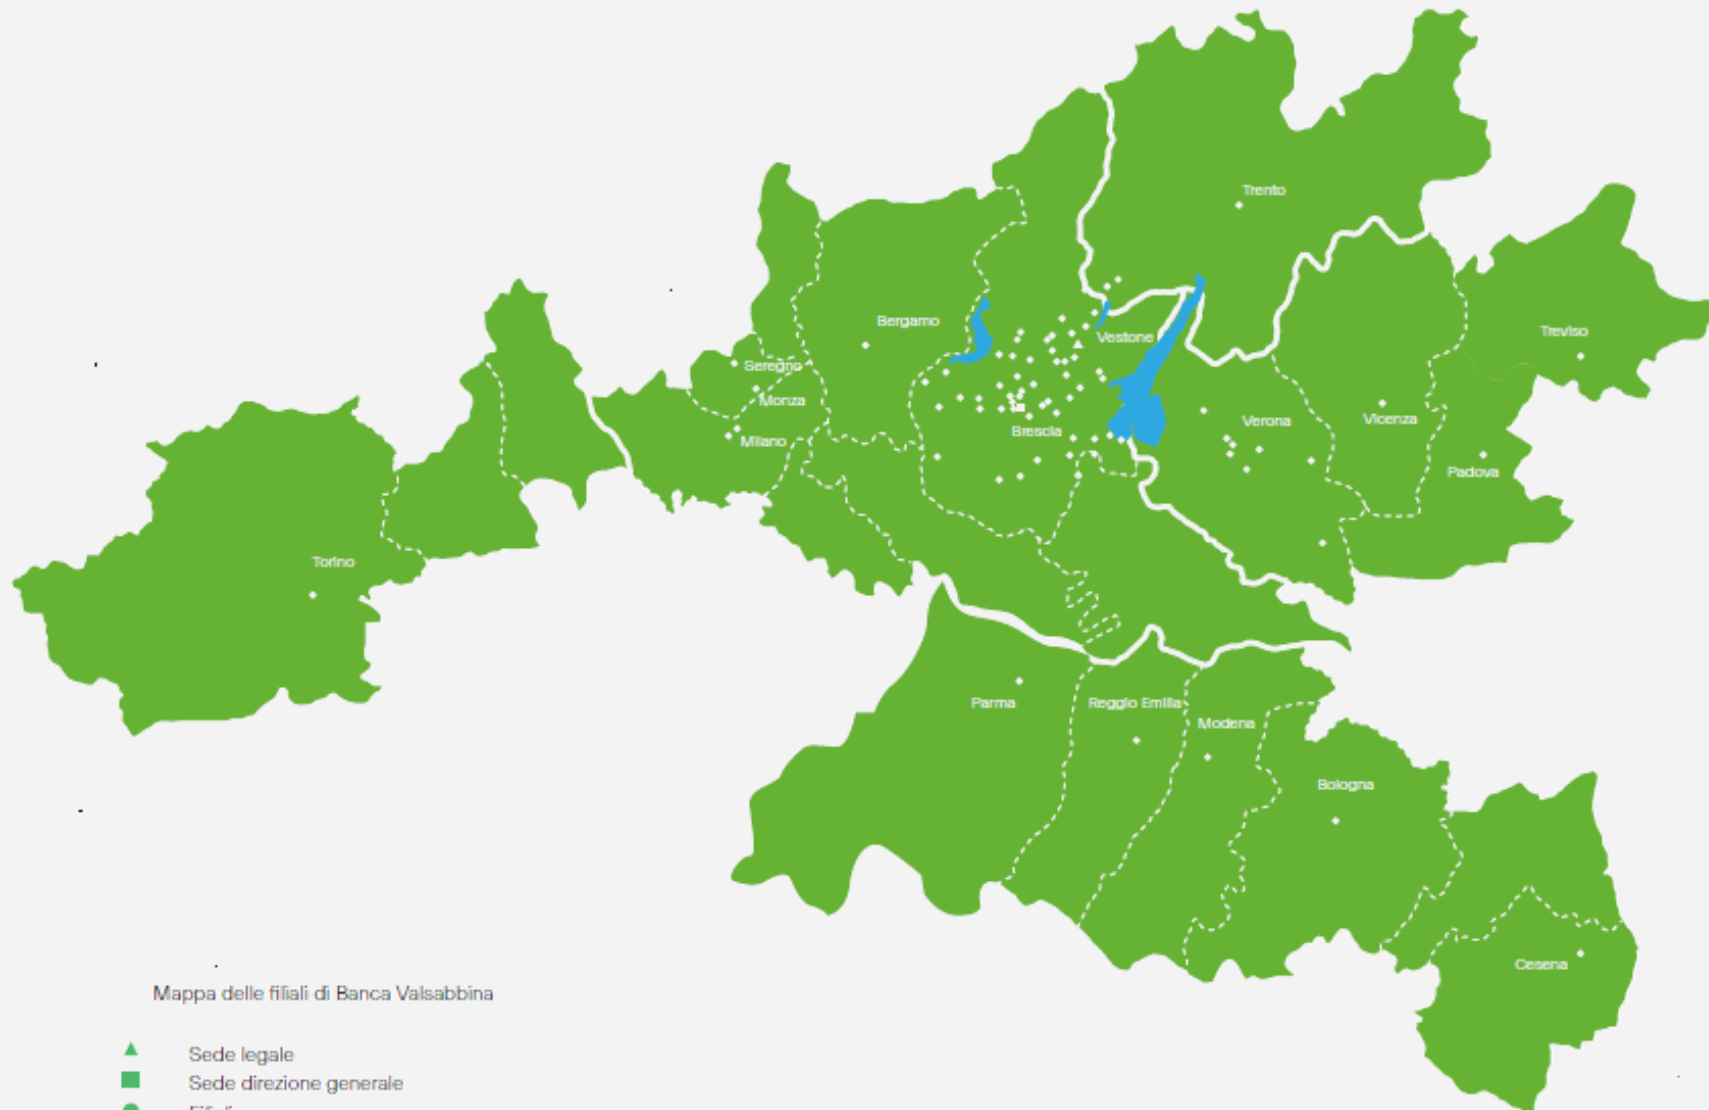 Trento
Treviso
Bergamo
Vestone
Seregno
Monza
Milano
Brescia
Verona
Vicenza
Padova
Torino
Parma
Reggio Emilia
Modena
Bologna
Cesena
Mappa delle filiali di Banca Valsabbina
Sede legale
Sede direzione generale